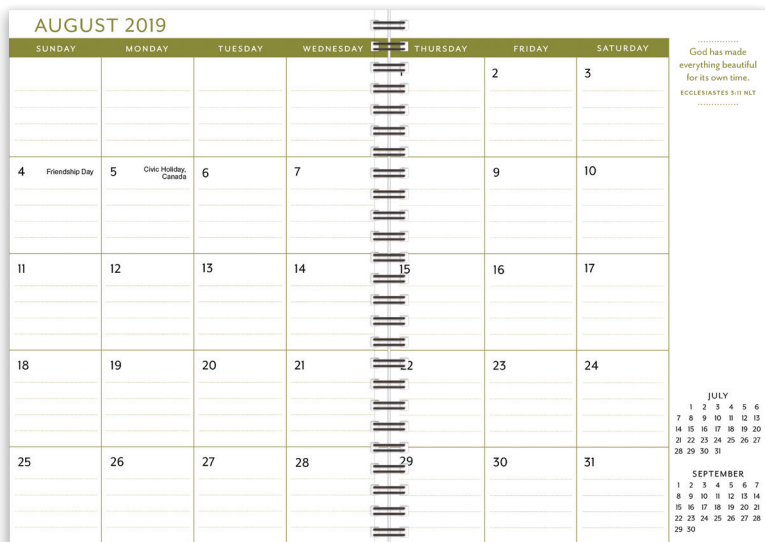 AUGUST 2019
SUNDAY MONDAY TUESDAY WEDNESDAY THURSDAY FRIDAY SATURDAY
2 3
4 Friendship Day 5 Civic Holiday, 6 7 9 10
Canada
11 12 13 14 15 16 17
18 19 20 21 22 23 24
25 26 27 28 29 30 31
God has made
everything beautiful
for its own time.
ECCLESIASTES 3:11 NLT
JULY
1 2 3 4 5 6
7 8 9 10 11 12 13
14 15 16 17 18 19 20
21 22 23 24 25 26 27
28 29 30 31
SEPTEMBER
1 2 3 4 5 6 7
8 9 10 11 12 13 14
15 16 17 18 19 20 21
22 23 24 25 26 27 28
29 30